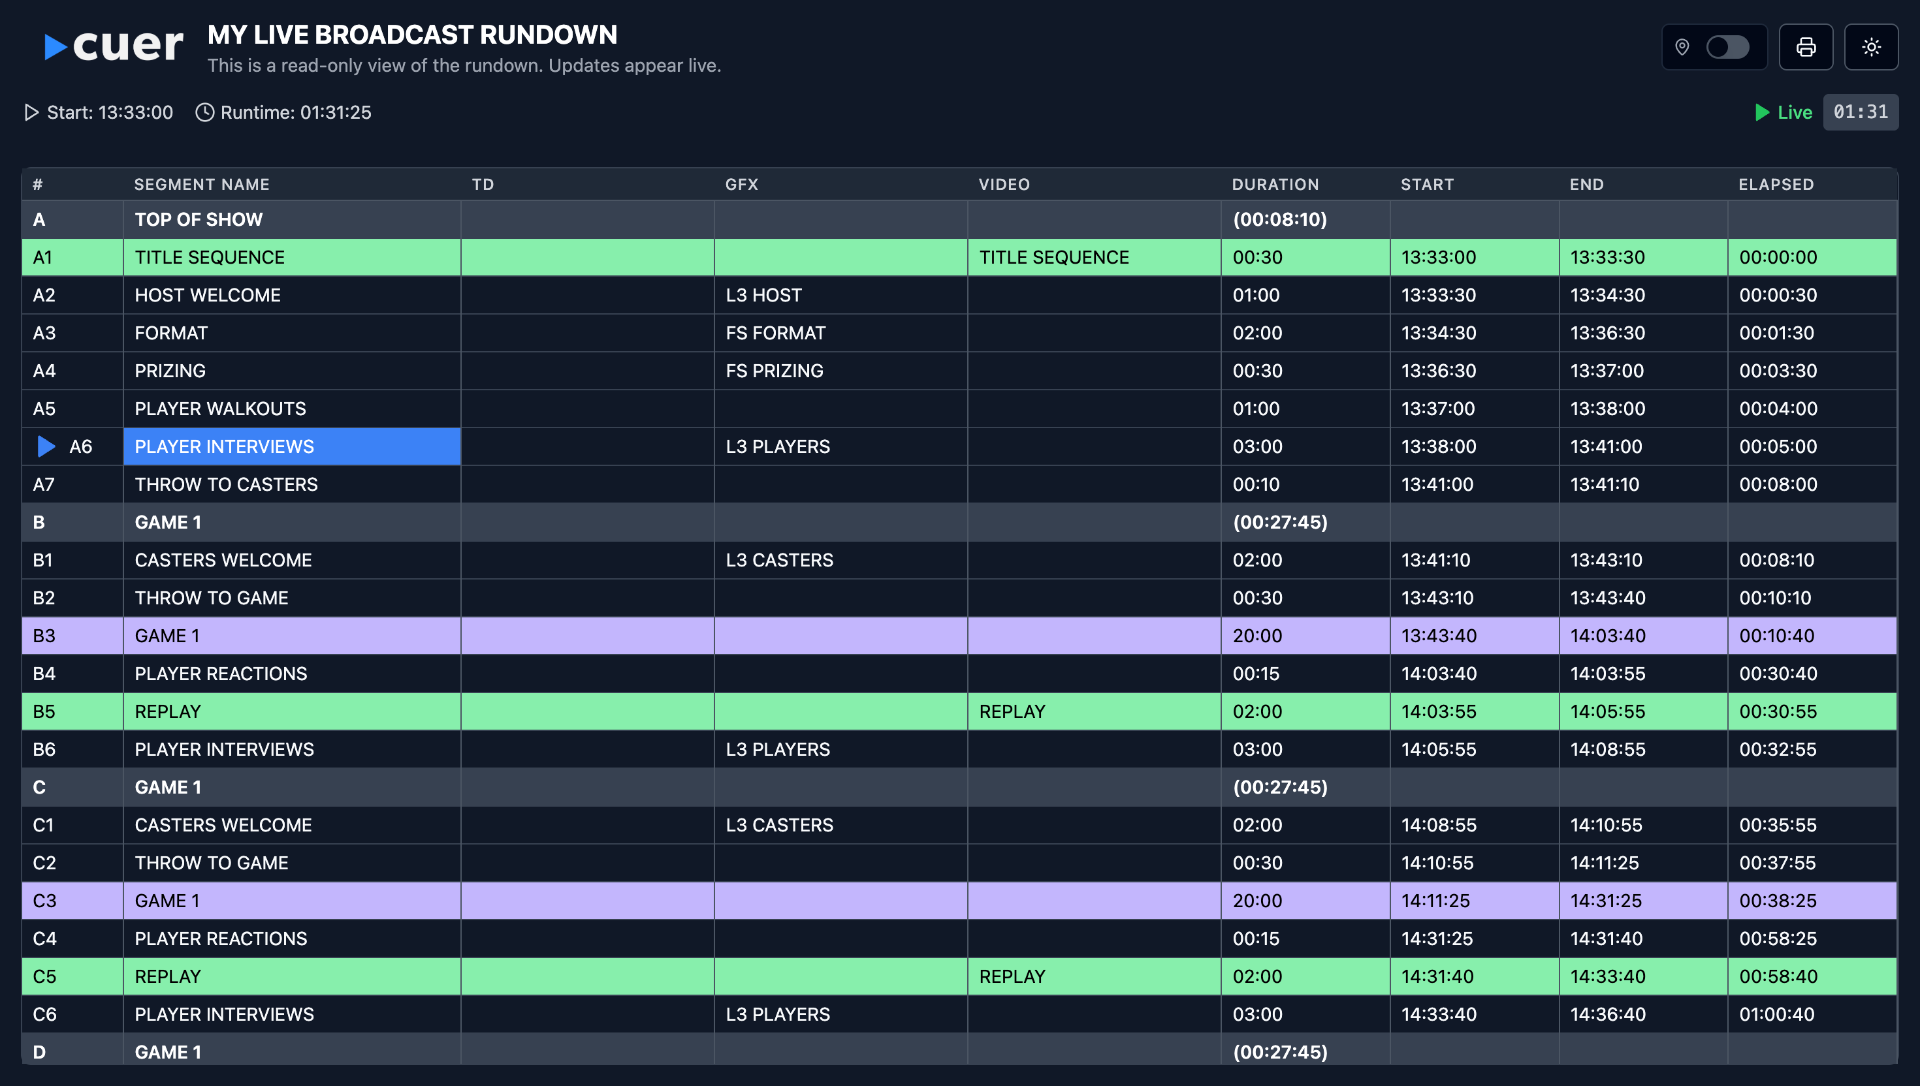 cuer
MY LIVE BROADCAST RUNDOWN
This is a read-only view of the rundown. Updates appear live.
Start: 13:33:00 Runtime: 01:31:25
Live 01:31
# SEGMENT NAME TD GFX VIDEO DURATION START END ELAPSED
A TOP OF SHOW (00:08:10)
A1 TITLE SEQUENCE TITLE SEQUENCE 00:30 13:33:00 13:33:30 00:00:00
A2 HOST WELCOME L3 HOST 01:00 13:33:30 13:34:30 00:00:30
A3 FORMAT FS FORMAT 02:00 13:34:30 13:36:30 00:01:30
A4 PRIZING FS PRIZING 00:30 13:36:30 13:37:00 00:03:30
A5 PLAYER WALKOUTS 01:00 13:37:00 13:38:00 00:04:00
A6 PLAYER INTERVIEWS L3 PLAYERS 03:00 13:38:00 13:41:00 00:05:00
A7 THROW TO CASTERS 00:10 13:41:00 13:41:10 00:08:00
B GAME 1 (00:27:45)
B1 CASTERS WELCOME L3 CASTERS 02:00 13:41:10 13:43:10 00:08:10
B2 THROW TO GAME 00:30 13:43:10 13:43:40 00:10:10
B3 GAME 1 20:00 13:43:40 14:03:40 00:10:40
B4 PLAYER REACTIONS 00:15 14:03:40 14:03:55 00:30:40
B5 REPLAY REPLAY 02:00 14:03:55 14:05:55 00:30:55
B6 PLAYER INTERVIEWS L3 PLAYERS 03:00 14:05:55 14:08:55 00:32:55
C GAME 1 (00:27:45)
C1 CASTERS WELCOME L3 CASTERS 02:00 14:08:55 14:10:55 00:35:55
C2 THROW TO GAME 00:30 14:10:55 14:11:25 00:37:55
C3 GAME 1 20:00 14:11:25 14:31:25 00:38:25
C4 PLAYER REACTIONS 00:15 14:31:25 14:31:40 00:58:25
C5 REPLAY REPLAY 02:00 14:31:40 14:33:40 00:58:40
C6 PLAYER INTERVIEWS L3 PLAYERS 03:00 14:33:40 14:36:40 01:00:40
D GAME 1 (00:27:45)